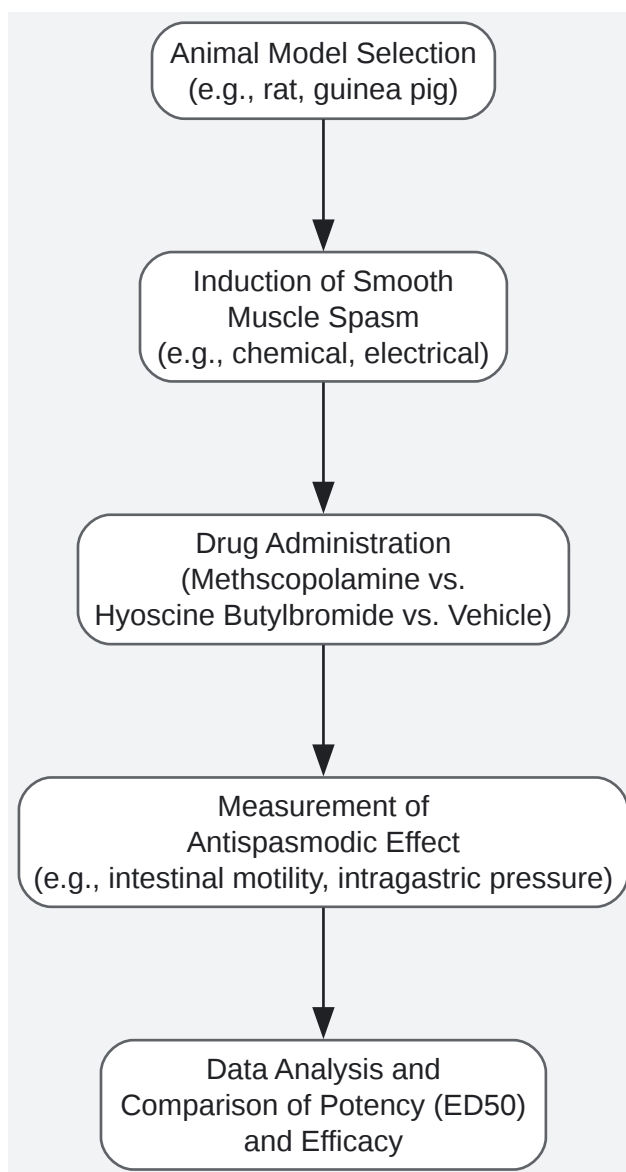 Animal Model Selection
(e.g., rat, guinea pig)
Induction of Smooth
Muscle Spasm
(e.g., chemical, electrical)
Drug Administration
(Methscopolamine vs.
Hyoscine Butylbromide vs. Vehicle)
Measurement of
Antispasmodic Effect
(e.g., intestinal motility, intragastric pressure)
Data Analysis and
Comparison of Potency (ED50)
and Efficacy